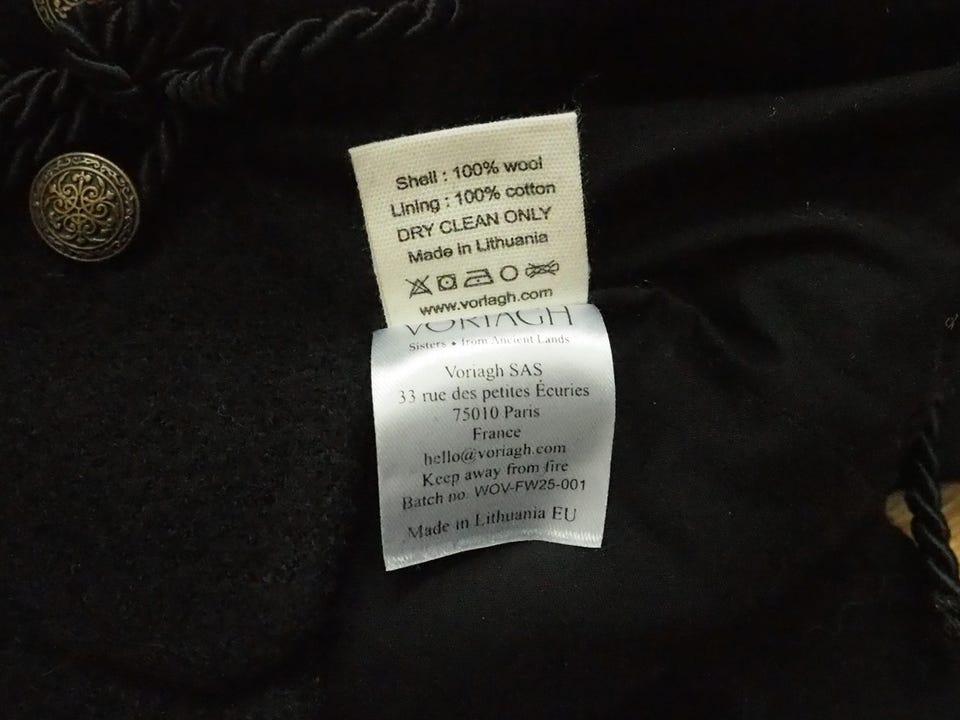 Shell : 100% wool
Lining : 100% cotton
DRY CLEAN ONLY
Made in Lithuania
www.voriagh.com
VORIAGH
Sisters • from Ancient Lands
Voriagh SAS
33 rue des petites Écuries
75010 Paris
France
hello@voriagh.com
Keep away from fire
Batch no. WOV-FW25-001
Made in Lithuania EU